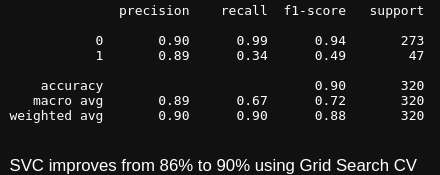 precision recall f1-score support
0 0.90 0.99 0.94 273
1 0.89 0.34 0.49 47
accuracy 0.90 320
macro avg 0.89 0.67 0.72 320
weighted avg 0.90 0.90 0.88 320
SVC improves from 86% to 90% using Grid Search CV